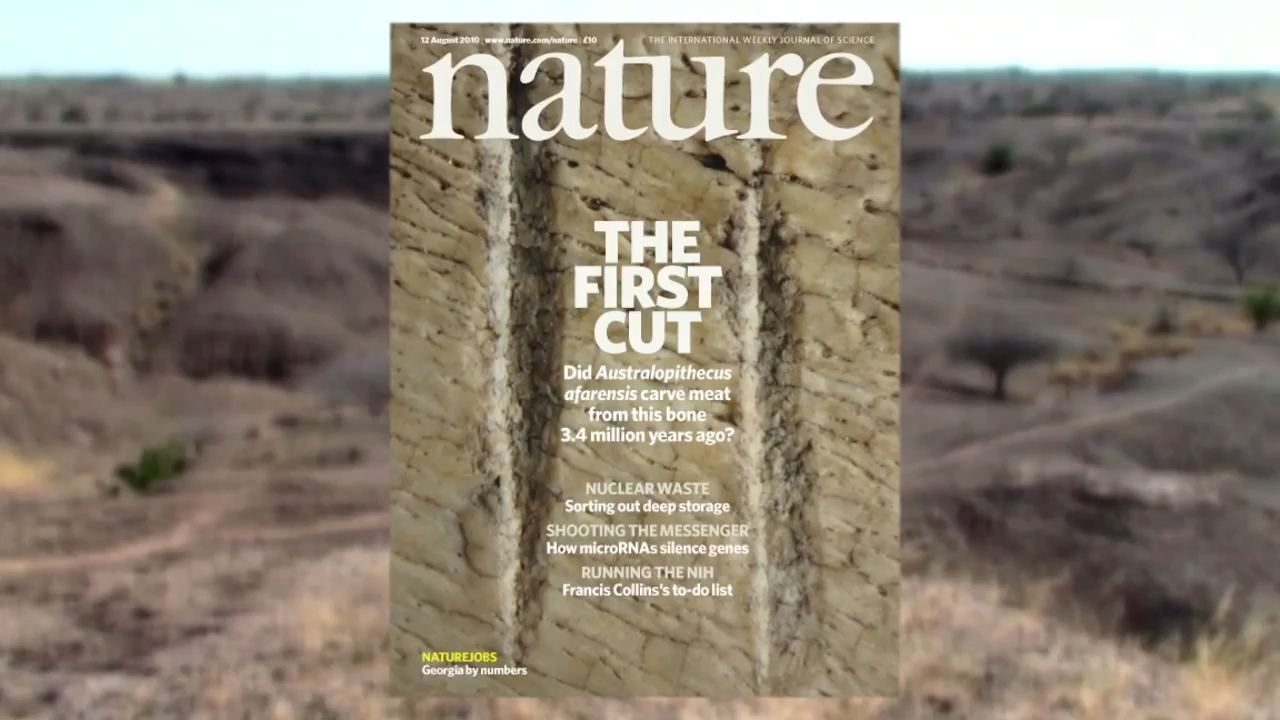 12 August 2010 | www.nature.com/nature | £10
THE INTERNATIONAL WEEKLY JOURNAL OF SCIENCE
nature
THE
FIRST
CUT
Did Australopithecus
afarensis carve meat
from this bone
3.4 million years ago?
NUCLEAR WASTE
Sorting out deep storage
SHOOTING THE MESSENGER
How microRNAs silence genes
RUNNING THE NIH
Francis Collins's to-do list
NATUREJOBS
Georgia by numbers